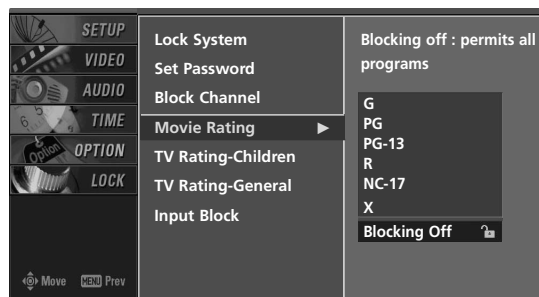 SETUP
VIDEO
AUDIO
TIME
OPTION
LOCK
Move MENU Prev
Lock System
Set Password
Block Channel
Movie Rating ►
TV Rating-Children
TV Rating-General
Input Block
Blocking off : permits all
programs
G
PG
PG-13
R
NC-17
X
Blocking Off